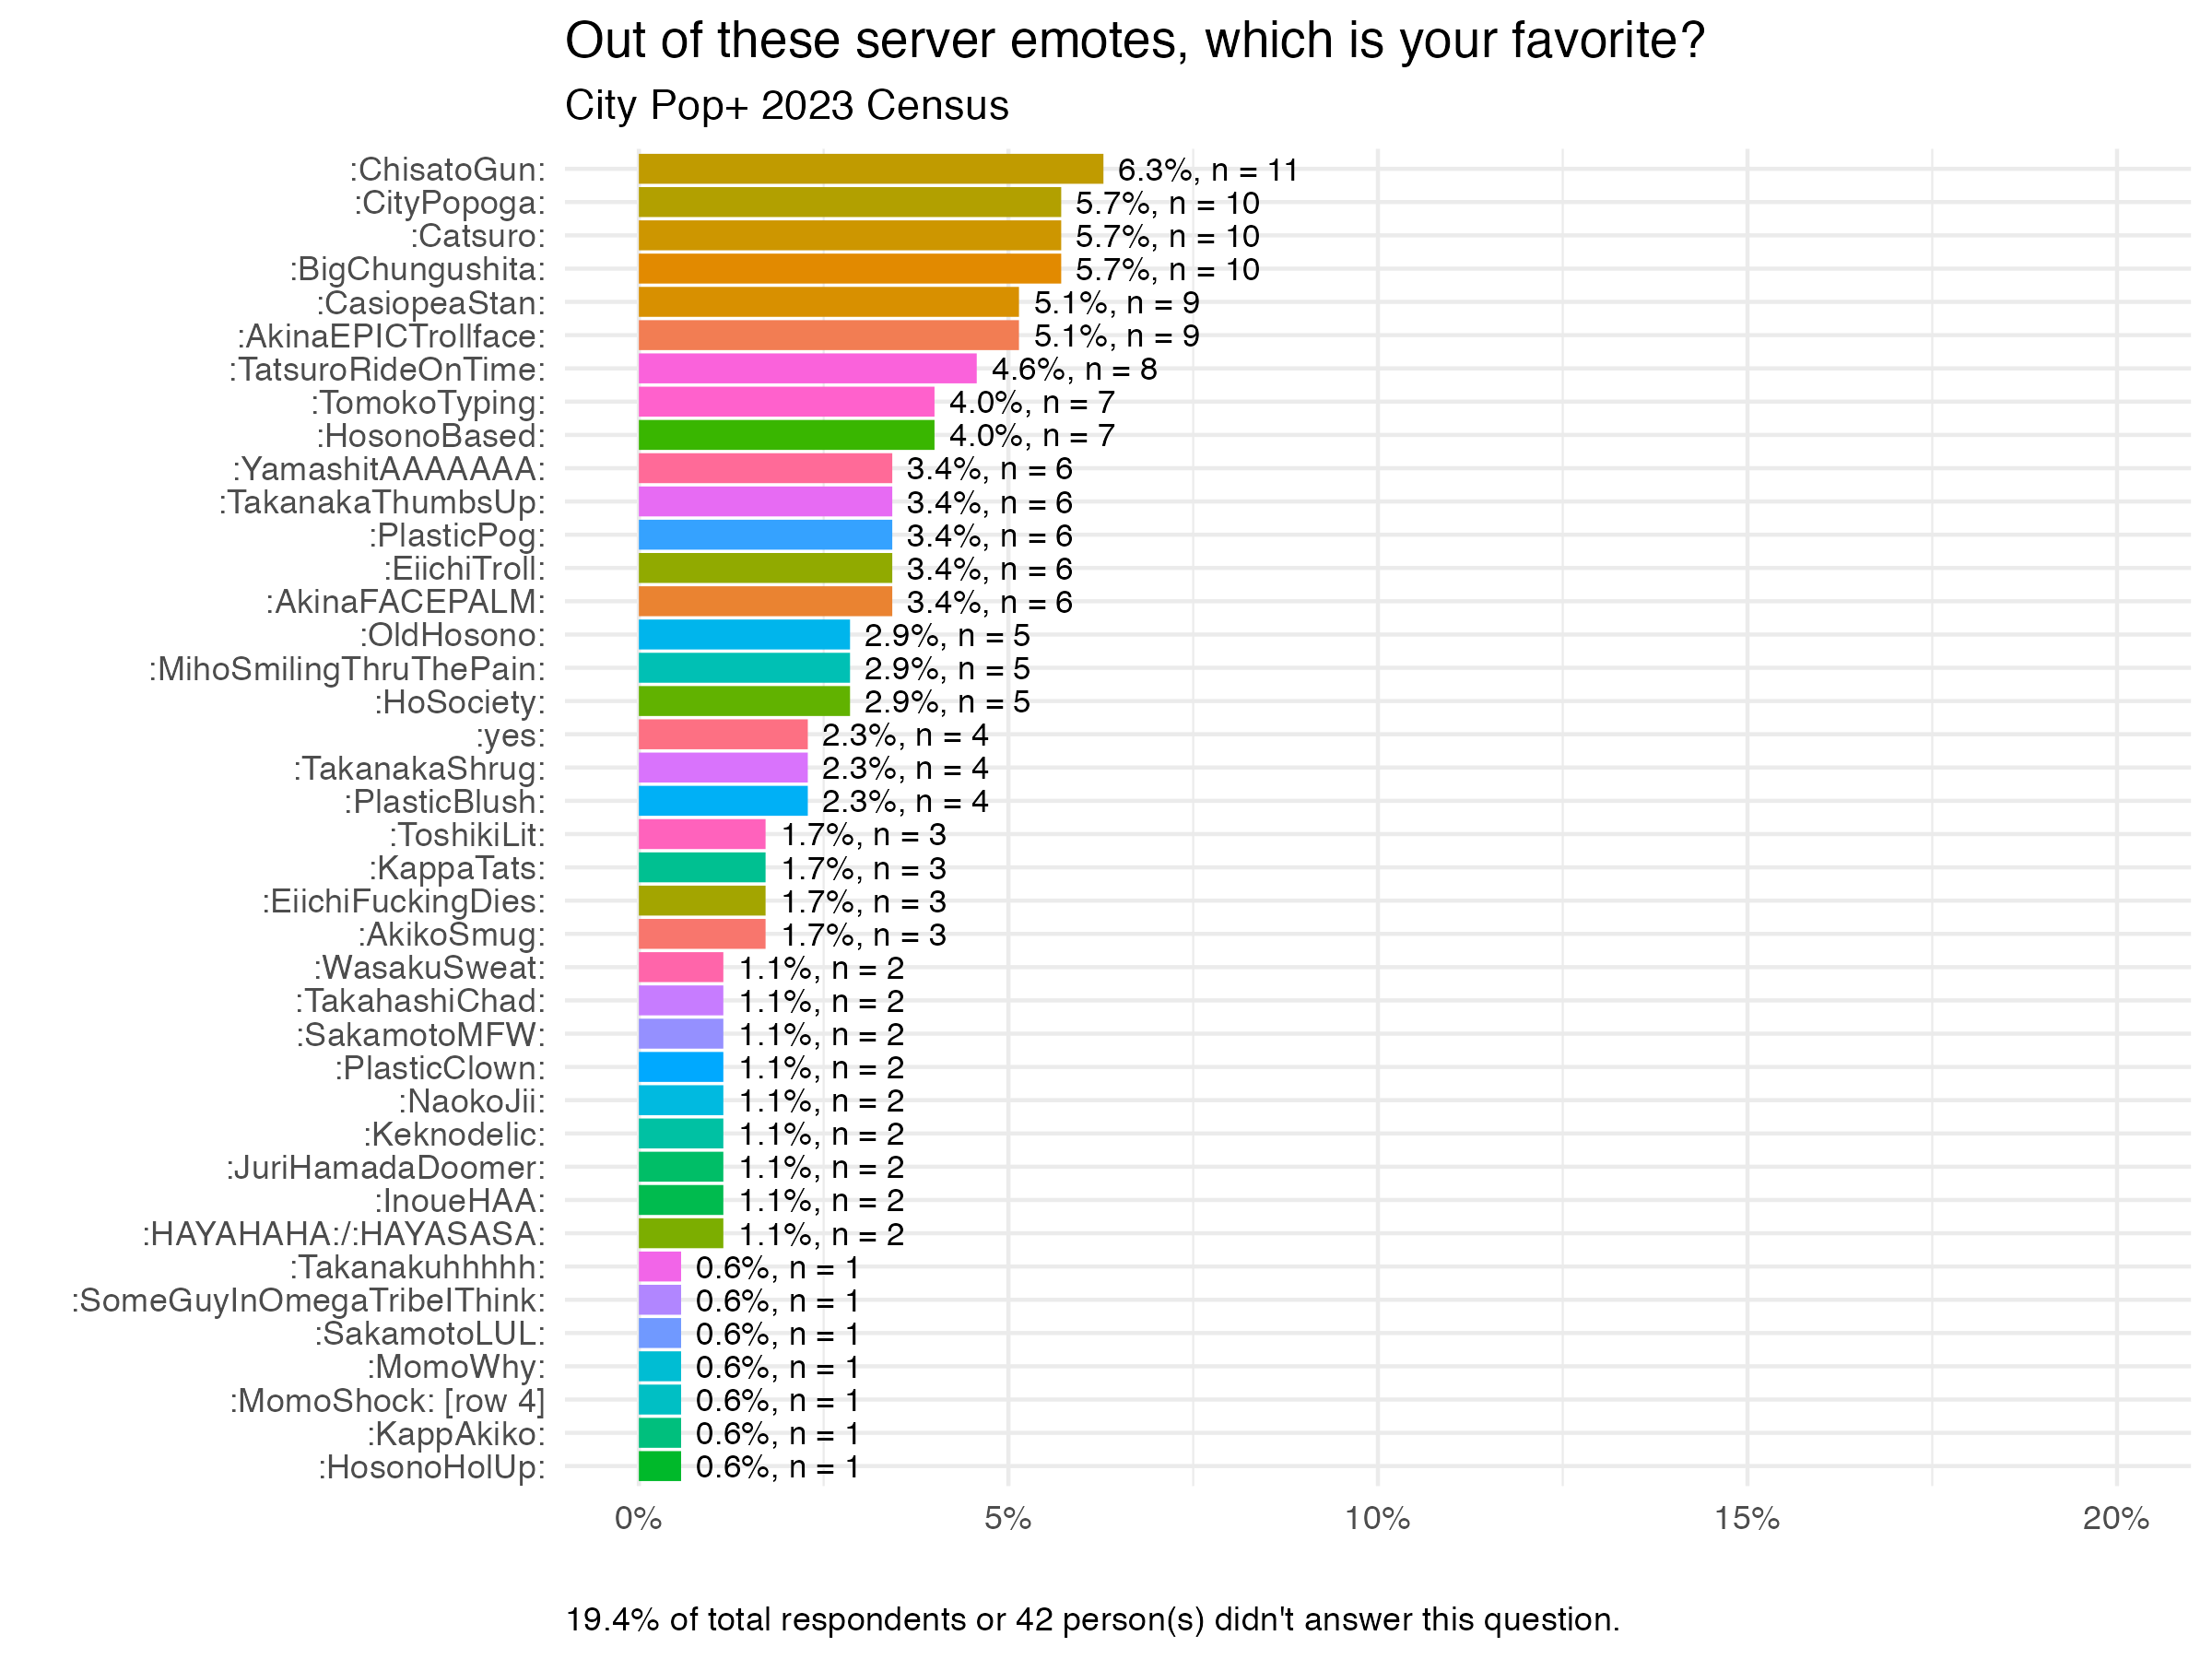 Out of these server emotes, which is your favorite?
City Pop+ 2023 Census
:ChisatoGun: 6.3%, n = 11
:CityPopoga: 5.7%, n = 10
:Catsuro: 5.7%, n = 10
:BigChungushita: 5.7%, n = 10
:CasiopeaStan: 5.1%, n = 9
:AkinaEPICTrollface: 5.1%, n = 9
:TatsuroRideOnTime: 4.6%, n = 8
:TomokoTyping: 4.0%, n = 7
:HosonoBased: 4.0%, n = 7
:YamashitAAAAAAA: 3.4%, n = 6
:TakanakaThumbsUp: 3.4%, n = 6
:PlasticPog: 3.4%, n = 6
:EiichiTroll: 3.4%, n = 6
:AkinaFACEPALM: 3.4%, n = 6
:OldHosono: 2.9%, n = 5
:MihoSmilingThruThePain: 2.9%, n = 5
:HoSociety: 2.9%, n = 5
:yes: 2.3%, n = 4
:TakanakaShrug: 2.3%, n = 4
:PlasticBlush: 2.3%, n = 4
:ToshikiLit: 1.7%, n = 3
:KappaTats: 1.7%, n = 3
:EiichiFuckingDies: 1.7%, n = 3
:AkikoSmug: 1.7%, n = 3
:WasakuSweat: 1.1%, n = 2
:TakahashiChad: 1.1%, n = 2
:SakamotoMFW: 1.1%, n = 2
:PlasticClown: 1.1%, n = 2
:NaokoJii: 1.1%, n = 2
:Keknodelic: 1.1%, n = 2
:JuriHamadaDoomer: 1.1%, n = 2
:InoueHAA: 1.1%, n = 2
:HAYAHAHA:/:HAYASASA: 1.1%, n = 2
:Takanakuhhhhh: 0.6%, n = 1
:SomeGuyInOmegaTribeIThink: 0.6%, n = 1
:SakamotoLUL: 0.6%, n = 1
:MomoWhy: 0.6%, n = 1
:MomoShock: [row 4] 0.6%, n = 1
:KappAkiko: 0.6%, n = 1
:HosonoHolUp: 0.6%, n = 1
0% 5% 10% 15% 20%
19.4% of total respondents or 42 person(s) didn't answer this question.